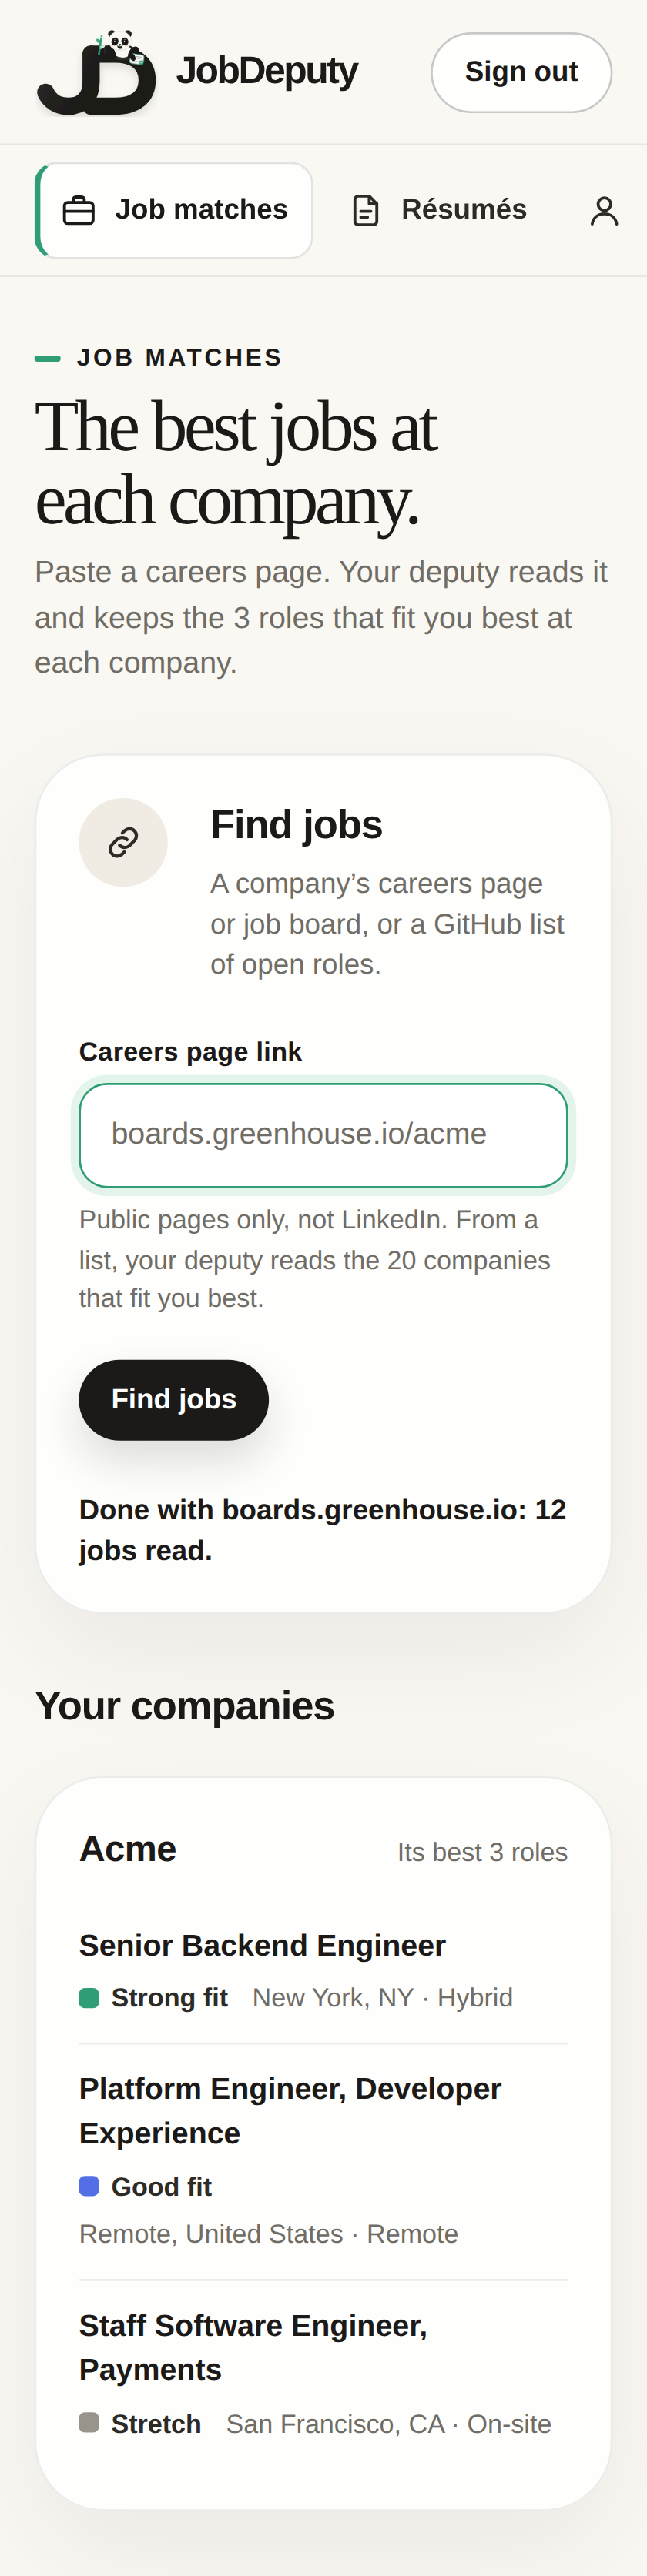 JobDeputy
Sign out
Job matches
Résumés
JOB MATCHES
The best jobs at
each company.
Paste a careers page. Your deputy reads it
and keeps the 3 roles that fit you best at
each company.
Find jobs
A company’s careers page
or job board, or a GitHub list
of open roles.
Careers page link
boards.greenhouse.io/acme
Public pages only, not LinkedIn. From a
list, your deputy reads the 20 companies
that fit you best.
Find jobs
Done with boards.greenhouse.io: 12
jobs read.
Your companies
Acme
Its best 3 roles
Senior Backend Engineer
Strong fit New York, NY · Hybrid
Platform Engineer, Developer
Experience
Good fit
Remote, United States · Remote
Staff Software Engineer,
Payments
Stretch San Francisco, CA · On-site